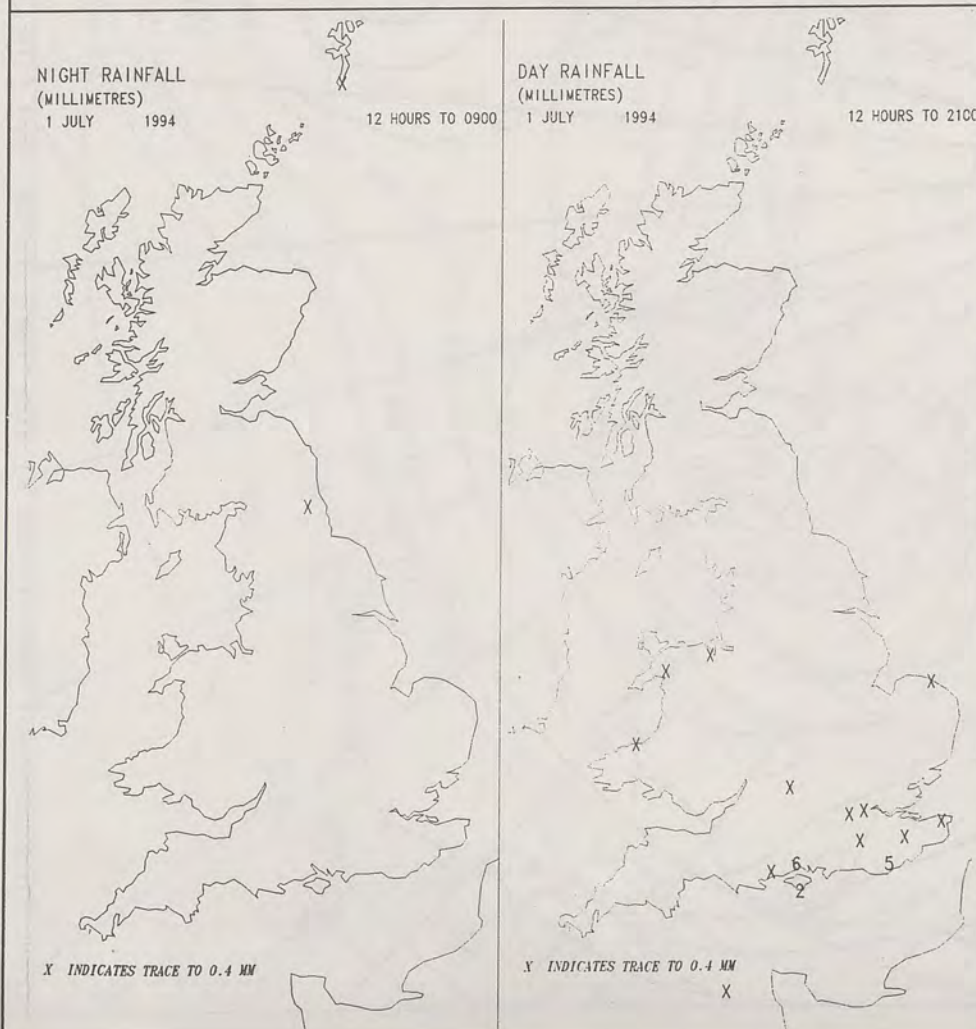 NIGHT RAINFALL
(MILLIMETRES)
1 JULY 1994 12 HOURS TO 0900
X
X
X INDICATES TRACE TO 0.4 MM
DAY RAINFALL
(MILLIMETRES)
1 JULY 1994 12 HOURS TO 2100
X
X
X
X
X
X X
X
X X
X 6 5
2
X INDICATES TRACE TO 0.4 MM
X